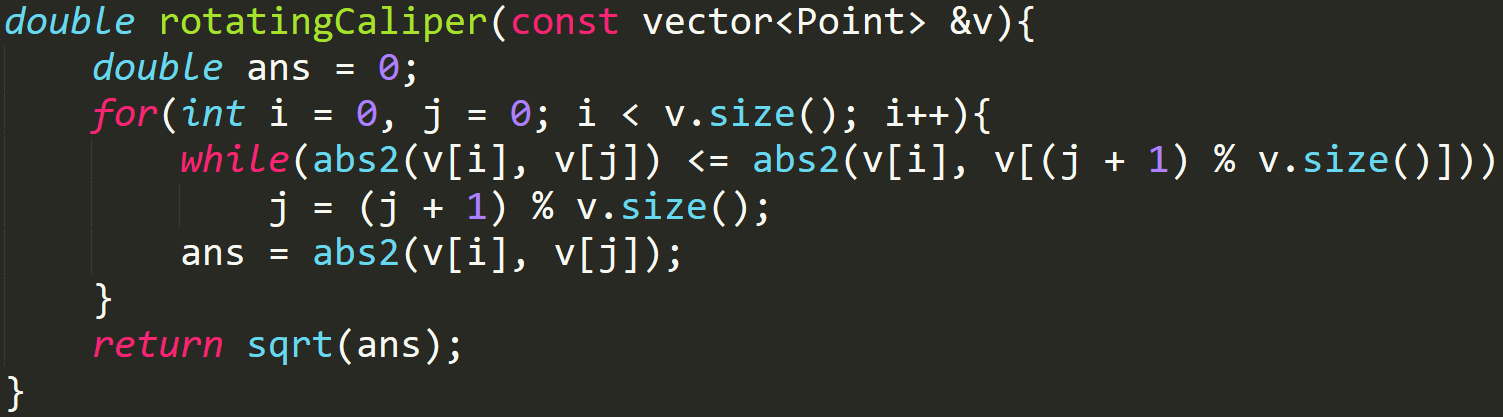 double rotatingCaliper(const vector<Point> &v){
    double ans = 0;
    for(int i = 0, j = 0; i < v.size(); i++){
        while(abs2(v[i], v[j]) <= abs2(v[i], v[(j + 1) % v.size()]))
            j = (j + 1) % v.size();
        ans = abs2(v[i], v[j]);
    }
    return sqrt(ans);
}